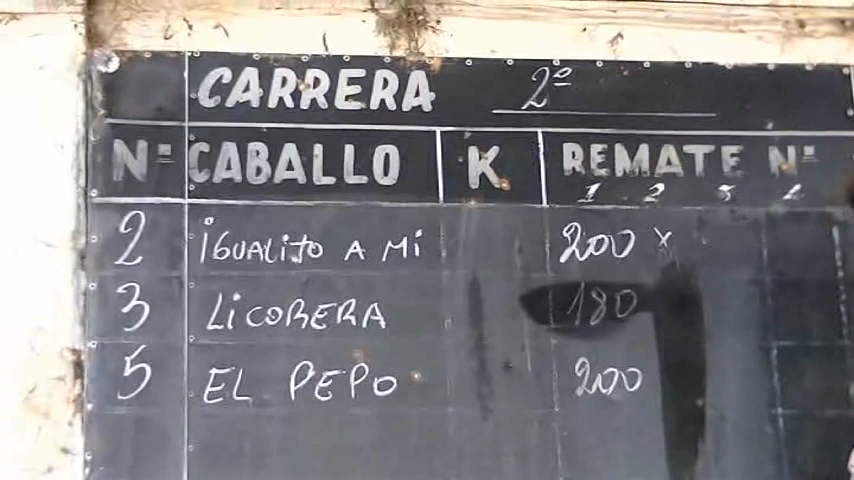 CARRERA 2º
Nº CABALLO K REMATE Nº
1 2 3 4
2 iGUALiTO A Mi 200 x
3 LiCORERA 180
5 EL PEPO 200